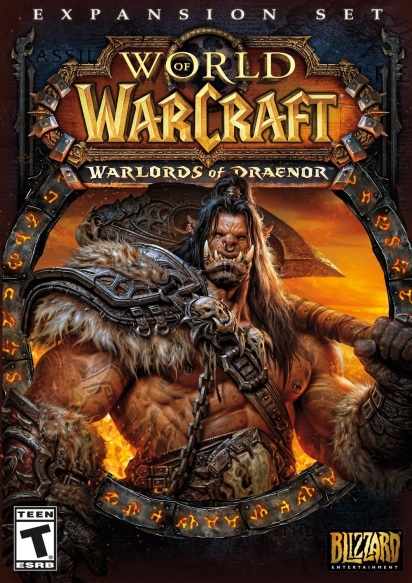 EXPANSION SET
WORLD
OF
WARCRAFT
WARLORDS OF DRAENOR
TEEN
T
ESRB
BLIZZARD
ENTERTAINMENT